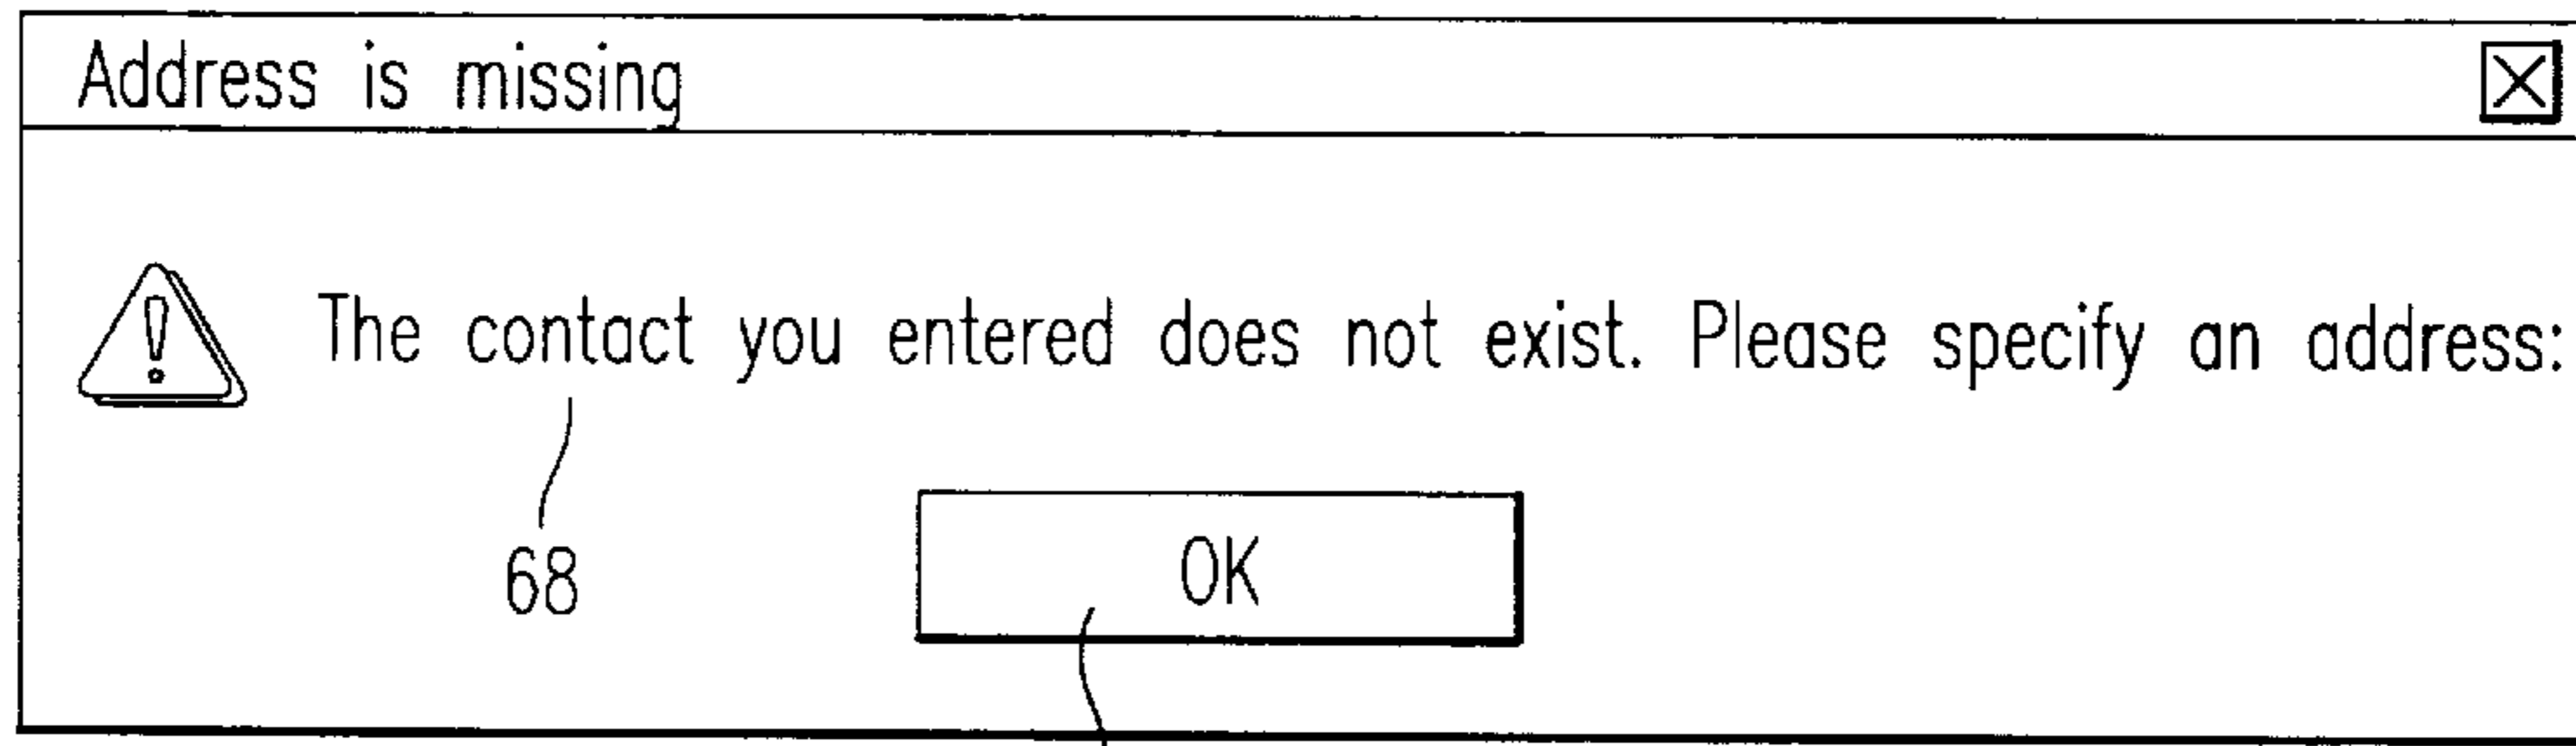 Address is missing
The contact you entered does not exist. Please specify an address:
68
OK